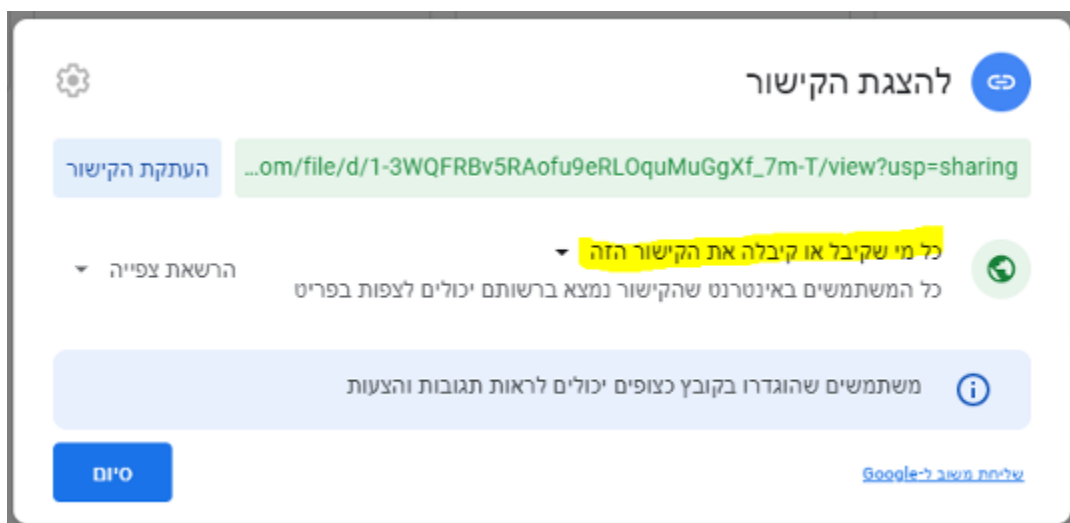 להצגת הקישור
...om/file/d/1-3WQFRBv5RAofu9eRLOquMuGgXf_7m-T/view?usp=sharing
העתקת הקישור
כל מי שקיבל או קיבלה את הקישור הזה
הרשאת צפייה
כל המשתמשים באינטרנט שהקישור נמצא ברשותם יכולים לצפות בפריט
משתמשים שהוגדרו בקובץ כצופים יכולים לראות תגובות והצעות
שליחת משוב ל-Google
סיום